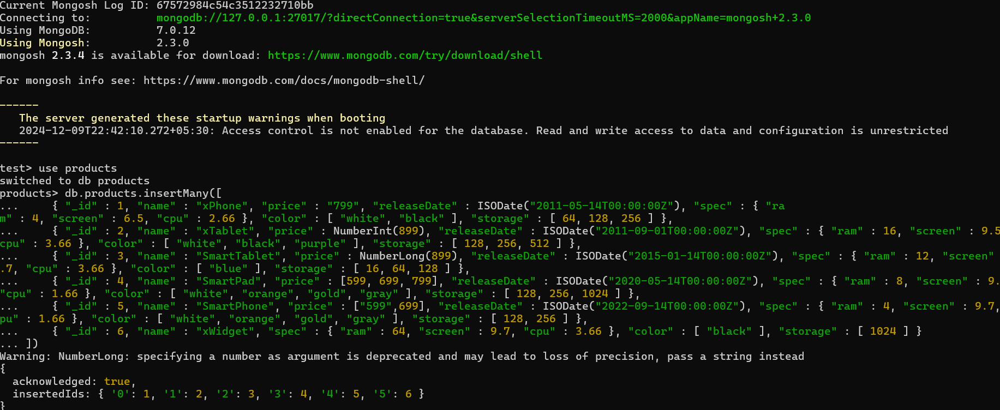 Current Mongosh Log ID: 67572984c54c3512232710bb
Connecting to:          mongodb://127.0.0.1:27017/?directConnection=true&serverSelectionTimeoutMS=2000&appName=mongosh+2.3.0
Using MongoDB:          7.0.12
Using Mongosh:          2.3.0
mongosh 2.3.4 is available for download: https://www.mongodb.com/try/download/shell
For mongosh info see: https://www.mongodb.com/docs/mongodb-shell/
------
   The server generated these startup warnings when booting
   2024-12-09T22:42:10.272+05:30: Access control is not enabled for the database. Read and write access to data and configuration is unrestricted
------
test> use products
switched to db products
products> db.products.insertMany([
...     { "_id" : 1, "name" : "xPhone", "price" : "799", "releaseDate" : ISODate("2011-05-14T00:00:00Z"), "spec" : { "ra
m" : 4, "screen" : 6.5, "cpu" : 2.66 }, "color" : [ "white", "black" ], "storage" : [ 64, 128, 256 ] },
...     { "_id" : 2, "name" : "xTablet", "price" : NumberInt(899), "releaseDate" : ISODate("2011-09-01T00:00:00Z"), "spec" : { "ram" : 16, "screen" : 9.5
cpu" : 3.66 }, "color" : [ "white", "black", "purple" ], "storage" : [ 128, 256, 512 ] },
...     { "_id" : 3, "name" : "SmartTablet", "price" : NumberLong(899), "releaseDate" : ISODate("2015-01-14T00:00:00Z"), "spec" : { "ram" : 12, "screen"
.7, "cpu" : 3.66 }, "color" : [ "blue" ], "storage" : [ 16, 64, 128 ] },
...     { "_id" : 4, "name" : "SmartPad", "price" : [599, 699, 799], "releaseDate" : ISODate("2020-05-14T00:00:00Z"), "spec" : { "ram" : 8, "screen" : 9.
"cpu" : 1.66 }, "color" : [ "white", "orange", "gold", "gray" ], "storage" : [ 128, 256, 1024 ] },
...     { "_id" : 5, "name" : "SmartPhone", "price" : ["599",699], "releaseDate" : ISODate("2022-09-14T00:00:00Z"), "spec" : { "ram" : 4, "screen" : 9.7,
pu" : 1.66 }, "color" : [ "white", "orange", "gold", "gray" ], "storage" : [ 128, 256 ] },
...     { "_id" : 6, "name" : "xWidget", "spec" : { "ram" : 64, "screen" : 9.7, "cpu" : 3.66 }, "color" : [ "black" ], "storage" : [ 1024 ] }
... ])
Warning: NumberLong: specifying a number as argument is deprecated and may lead to loss of precision, pass a string instead
{
  acknowledged: true,
  insertedIds: { '0': 1, '1': 2, '2': 3, '3': 4, '4': 5, '5': 6 }
}